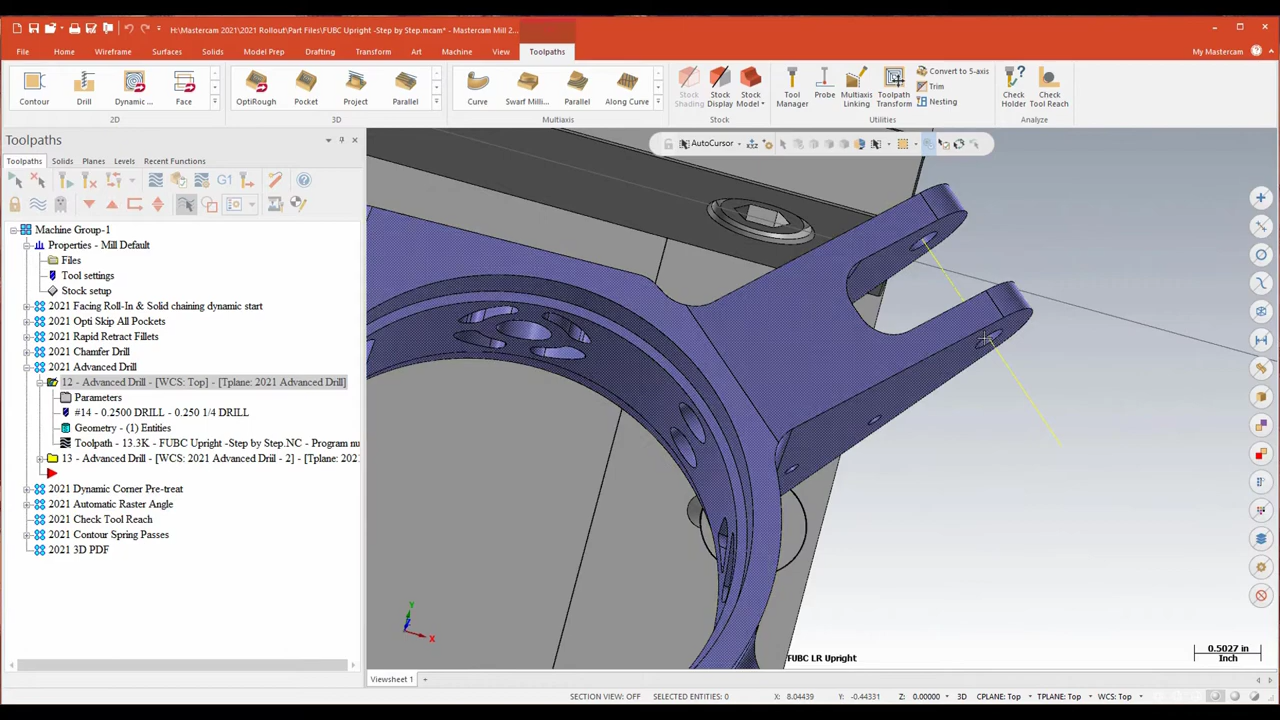 H:\Mastercam 2021\2021 Rollout\Part Files\FUBC Upright -Step by Step.mcam* - Mastercam Mill 2...
File Home Wireframe Surfaces Solids Model Prep Drafting Transform Art Machine View Toolpaths My Mastercam
Contour Drill Dynamic ... Face
2D
OptiRough Pocket Project Parallel
3D
Curve Swarf Milli... Parallel Along Curve
Multiaxis
Stock Shading Stock Display Stock Model
Stock
Tool Manager Probe Multiaxis Linking Toolpath Transform
Convert to 5-axis
Trim
Nesting
Utilities
Check Holder Check Tool Reach
Analyze
Toolpaths
AutoCursor
Toolpaths Solids Planes Levels Recent Functions
G1
Machine Group-1
Properties - Mill Default
Files
Tool settings
Stock setup
2021 Facing Roll-In & Solid chaining dynamic start
2021 Opti Skip All Pockets
2021 Rapid Retract Fillets
2021 Chamfer Drill
2021 Advanced Drill
12 - Advanced Drill - [WCS: Top] - [Tplane: 2021 Advanced Drill]
Parameters
#14 - 0.2500 DRILL - 0.250 1/4 DRILL
Geometry - (1) Entities
Toolpath - 13.3K - FUBC Upright -Step by Step.NC - Program nu
13 - Advanced Drill - [WCS: 2021 Advanced Drill - 2] - [Tplane: 202
2021 Dynamic Corner Pre-treat
2021 Automatic Raster Angle
2021 Check Tool Reach
2021 Contour Spring Passes
2021 3D PDF
Y
X
FUBC LR Upright
0.5027 in
Inch
Viewsheet 1
SECTION VIEW: OFF SELECTED ENTITIES: 0 X: 8.04439 Y: -0.44331 Z: 0.00000 3D CPLANE: Top TPLANE: Top WCS: Top